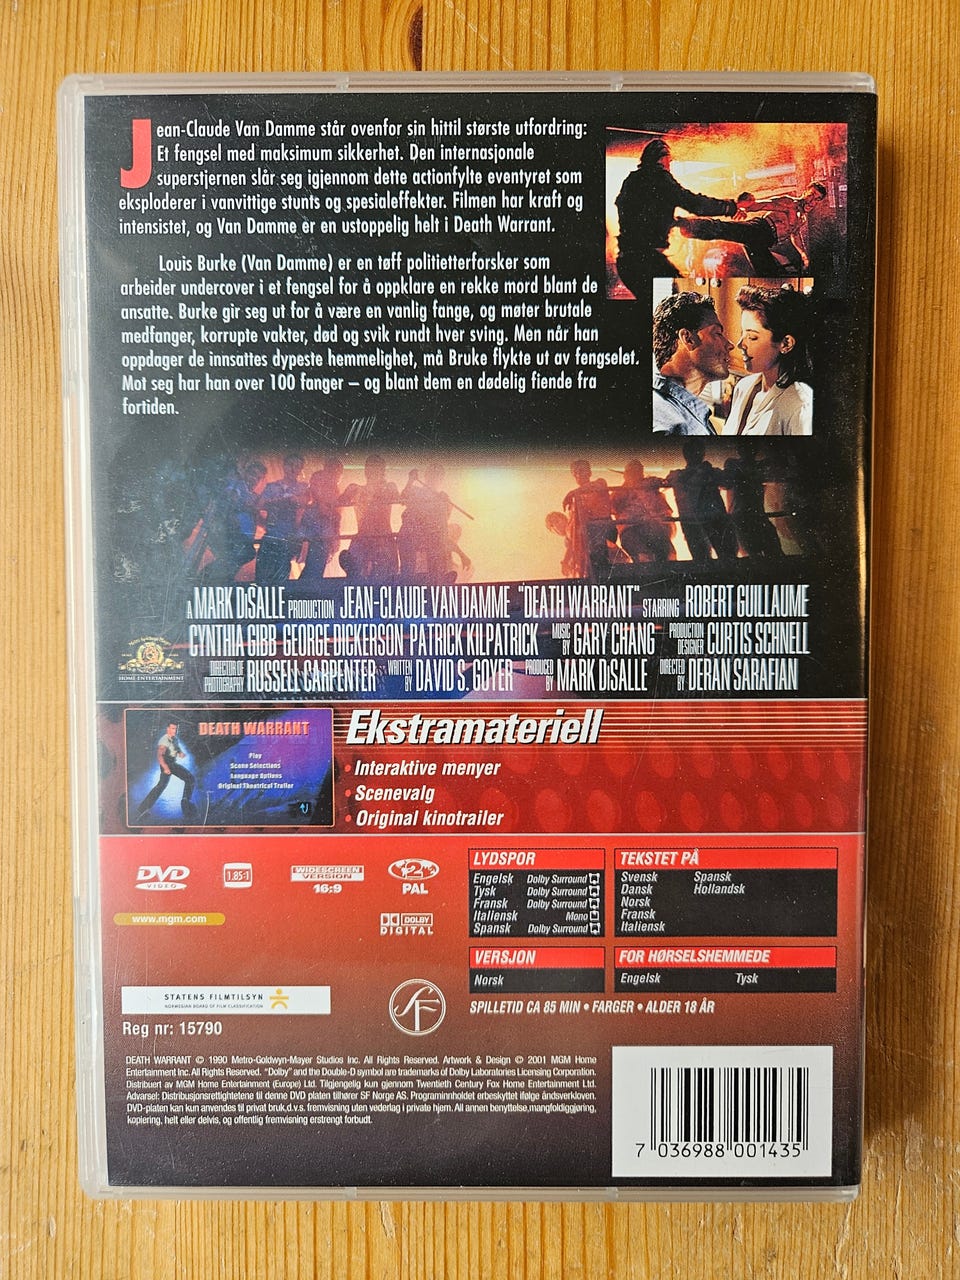 Jean-Claude Van Damme står ovenfor sin hittil største utfordring:
Et fengsel med maksimum sikkerhet. Den internasjonale
superstjernen slår seg igjennom dette actionfylte eventyret som
eksploderer i vanvittige stunts og spesialeffekter. Filmen har kraft og
intensistet, og Van Damme er en ustoppelig helt i Death Warrant.
Louis Burke (Van Damme) er en tøff politietterforsker som
arbeider undercover i et fengsel for å oppklare en rekke mord blant de
ansatte. Burke gir seg ut for å være en vanlig fange, og møter brutale
medfanger, korrupte vakter, død og svik rundt hver sving. Men når han
oppdager de innsattes dypeste hemmelighet, må Bruke flykte ut av fengselet.
Mot seg har han over 100 fanger – og blant dem en dødelig fiende fra
fortiden.
A MARK DiSALLE PRODUCTION JEAN-CLAUDE VAN DAMME "DEATH WARRANT" STARRING ROBERT GUILLAUME
CYNTHIA GIBB GEORGE DICKERSON PATRICK KILPATRICK MUSIC BY GARY CHANG PRODUCTION DESIGNER CURTIS SCHNELL
DIRECTOR OF PHOTOGRAPHY RUSSELL CARPENTER WRITTEN BY DAVID S. GOYER PRODUCED BY MARK DiSALLE DIRECTED BY DERAN SARAFIAN
HOME ENTERTAINMENT
DEATH WARRANT
Play
Scene Selections
Language Options
Original Theatrical Trailer
Ekstramateriell
• Interaktive menyer
• Scenevalg
• Original kinotrailer
DVD VIDEO
1.85:1
WIDESCREEN VERSION
16:9
2
PAL
www.mgm.com
DOLBY DIGITAL
LYDSPOR
Engelsk Dolby Surround
Tysk Dolby Surround
Fransk Dolby Surround
Italiensk Mono
Spansk Dolby Surround
TEKSTET PÅ
Svensk Spansk
Dansk Hollandsk
Norsk
Fransk
Italiensk
VERSJON
Norsk
FOR HØRSELSHEMMEDE
Engelsk Tysk
SPILLETID CA 85 MIN • FARGER • ALDER 18 ÅR
STATENS FILMTILSYN
NORWEGIAN BOARD OF FILM CLASSIFICATION
Reg nr: 15790
SF
DEATH WARRANT © 1990 Metro-Goldwyn-Mayer Studios Inc. All Rights Reserved. Artwork & Design © 2001 MGM Home
Entertainment Inc. All Rights Reserved. "Dolby" and the Double-D symbol are trademarks of Dolby Laboratories Licensing Corporation.
Distribuert av MGM Home Entertainment (Europe) Ltd. Tilgjengelig kun gjennom Twentieth Century Fox Home Entertainment Ltd.
Advarsel: Distribusjonsrettighetene til denne DVD platen tilhører SF Norge AS. Programinnholdet erbeskyttet ifølge åndsverkloven.
DVD-platen kan kun anvendes til privat bruk,d.v.s. fremvisning uten vederlag i private hjem. All annen benyttelse,mangfoldiggjøring,
kopiering, helt eller delvis, og offentlig fremvisning erstrengt forbudt.
7 036988 001435